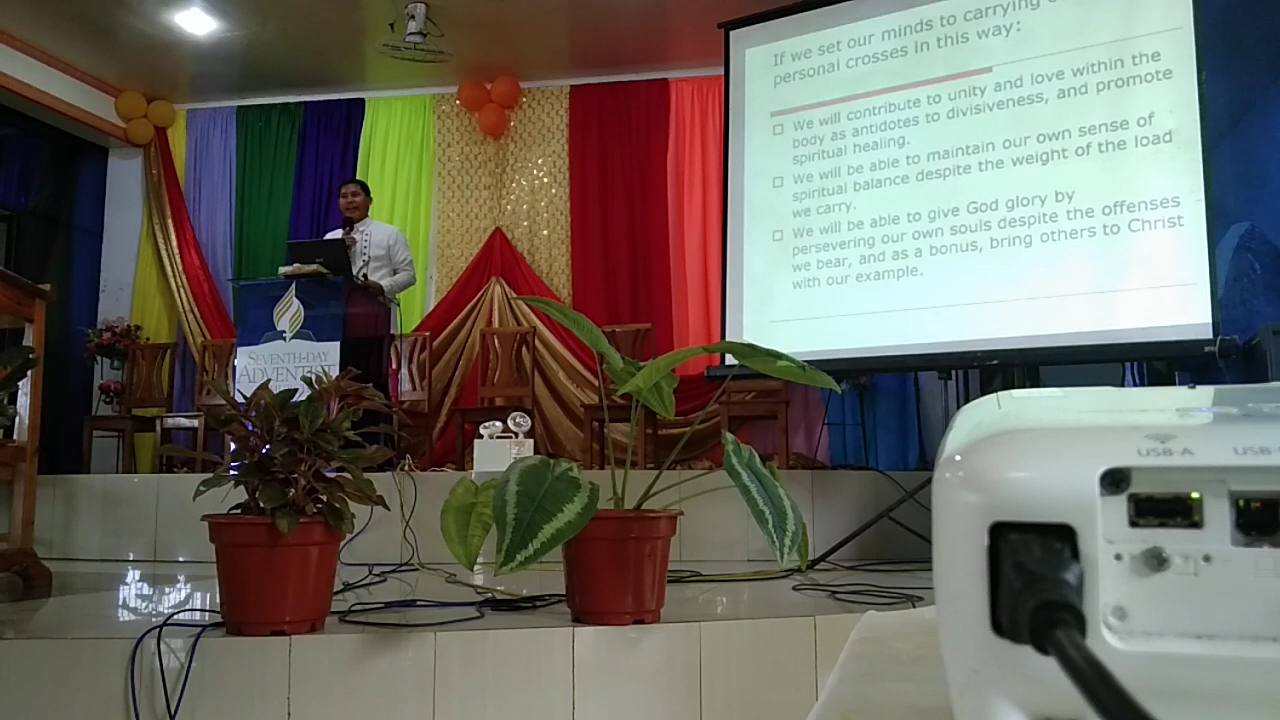 If we set our minds to carrying
personal crosses in this way:
□ We will contribute to unity and love within the
body as antidotes to divisiveness, and promote
spiritual healing.
□ We will be able to maintain our own sense of
spiritual balance despite the weight of the load
we carry.
□ We will be able to give God glory by
persevering our own souls despite the offenses
we bear, and as a bonus, bring others to Christ
with our example.
SEVENTH-DAY
ADVENTIST
USB-A